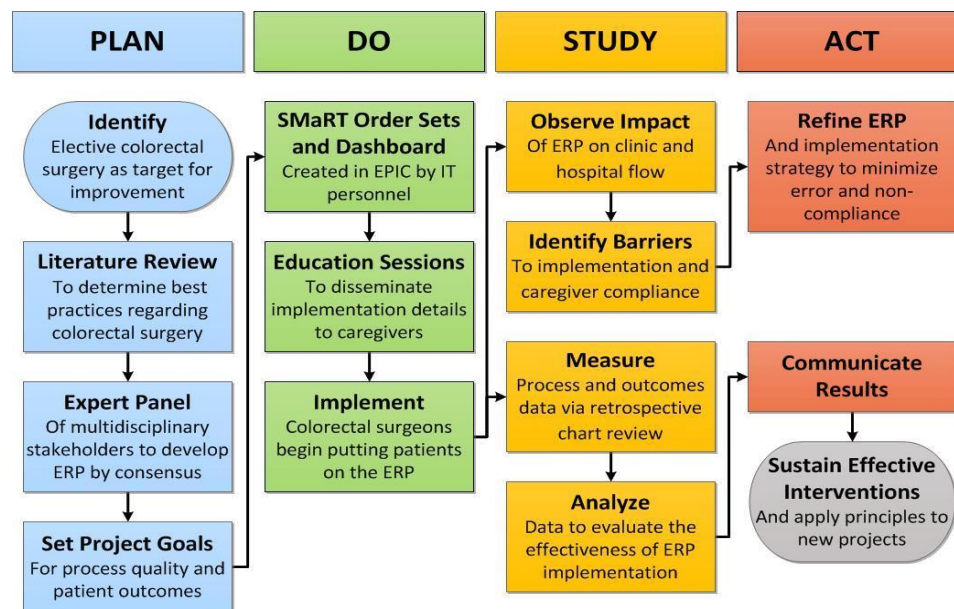 PLAN
DO
STUDY
ACT
Identify
Elective colorectal
surgery as target for
improvement
Literature Review
To determine best
practices regarding
colorectal surgery
Expert Panel
Of multidisciplinary
stakeholders to develop
ERP by consensus
Set Project Goals
For process quality and
patient outcomes
SMaRT Order Sets
and Dashboard
Created in EPIC by IT
personnel
Education Sessions
To disseminate
implementation details
to caregivers
Implement
Colorectal surgeons
begin putting patients
on the ERP
Observe Impact
Of ERP on clinic and
hospital flow
Identify Barriers
To implementation and
caregiver compliance
Measure
Process and outcomes
data via retrospective
chart review
Analyze
Data to evaluate the
effectiveness of ERP
implementation
Refine ERP
And implementation
strategy to minimize
error and non-
compliance
Communicate
Results
Sustain Effective
Interventions
And apply principles to
new projects